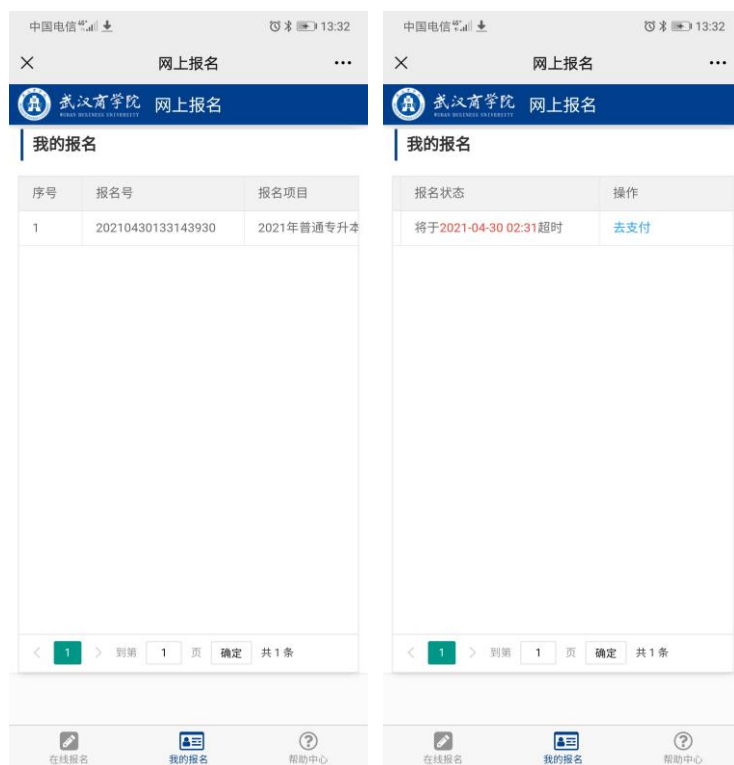 中国电信 13:32
网上报名
武汉商学院 网上报名
WUHAN BUSINESS UNIVERSITY
我的报名
序号 报名号 报名项目
1 20210430133143930 2021年普通专升本
1 到第 1 页 确定 共 1 条
在线报名 我的报名 帮助中心
中国电信 13:32
网上报名
武汉商学院 网上报名
WUHAN BUSINESS UNIVERSITY
我的报名
报名状态 操作
将于2021-04-30 02:31超时 去支付
1 到第 1 页 确定 共 1 条
在线报名 我的报名 帮助中心